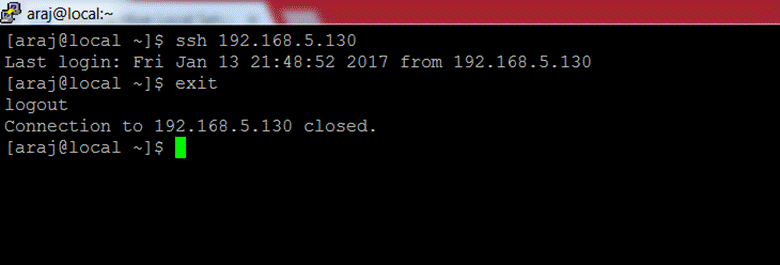 araj@local:~
[araj@local ~]$ ssh 192.168.5.130
Last login: Fri Jan 13 21:48:52 2017 from 192.168.5.130
[araj@local ~]$ exit
logout
Connection to 192.168.5.130 closed.
[araj@local ~]$